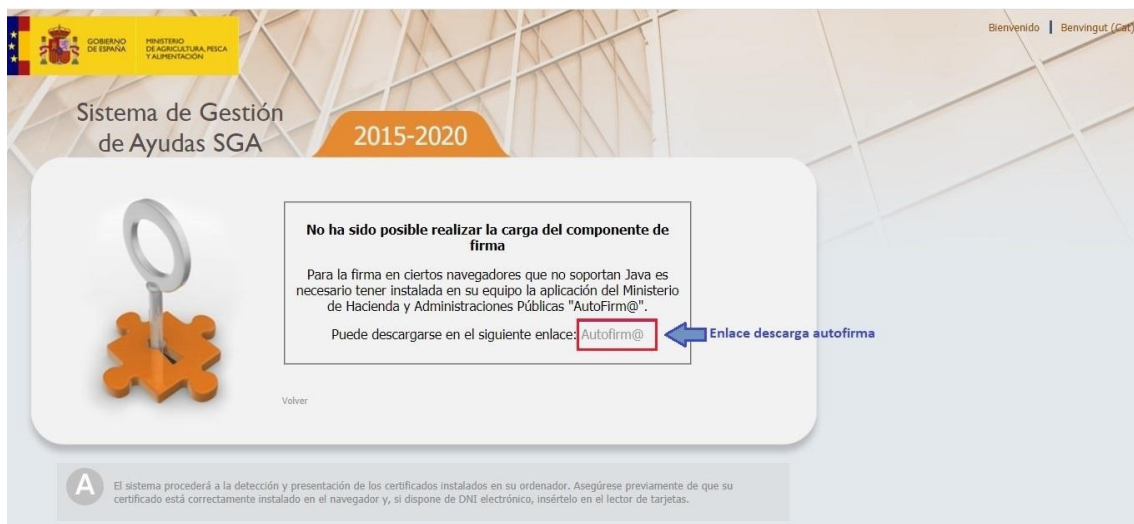 GOBIERNO
DE ESPAÑA
MINISTERIO
DE AGRICULTURA, PESCA
Y ALIMENTACIÓN
Bienvenido | Benvingut (Cat)
Sistema de Gestión
de Ayudas SGA
2015-2020
No ha sido posible realizar la carga del componente de
firma
Para la firma en ciertos navegadores que no soportan Java es
necesario tener instalada en su equipo la aplicación del Ministerio
de Hacienda y Administraciones Públicas "AutoFirm@".
Puede descargarse en el siguiente enlace: Autofirm@
Enlace descarga autofirma
Volver
A
El sistema procederá a la detección y presentación de los certificados instalados en su ordenador. Asegúrese previamente de que su
certificado está correctamente instalado en el navegador y, si dispone de DNI electrónico, insértelo en el lector de tarjetas.